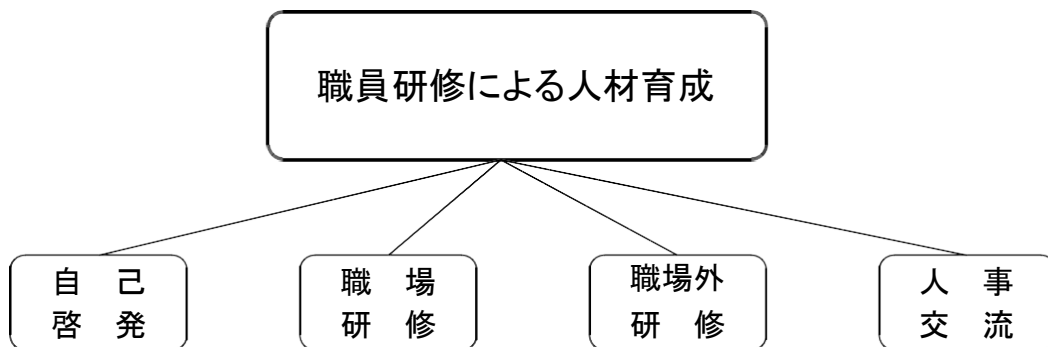 職員研修による人材育成
自　己
啓　発
職　場
研　修
職場外
研　修
人　事
交　流